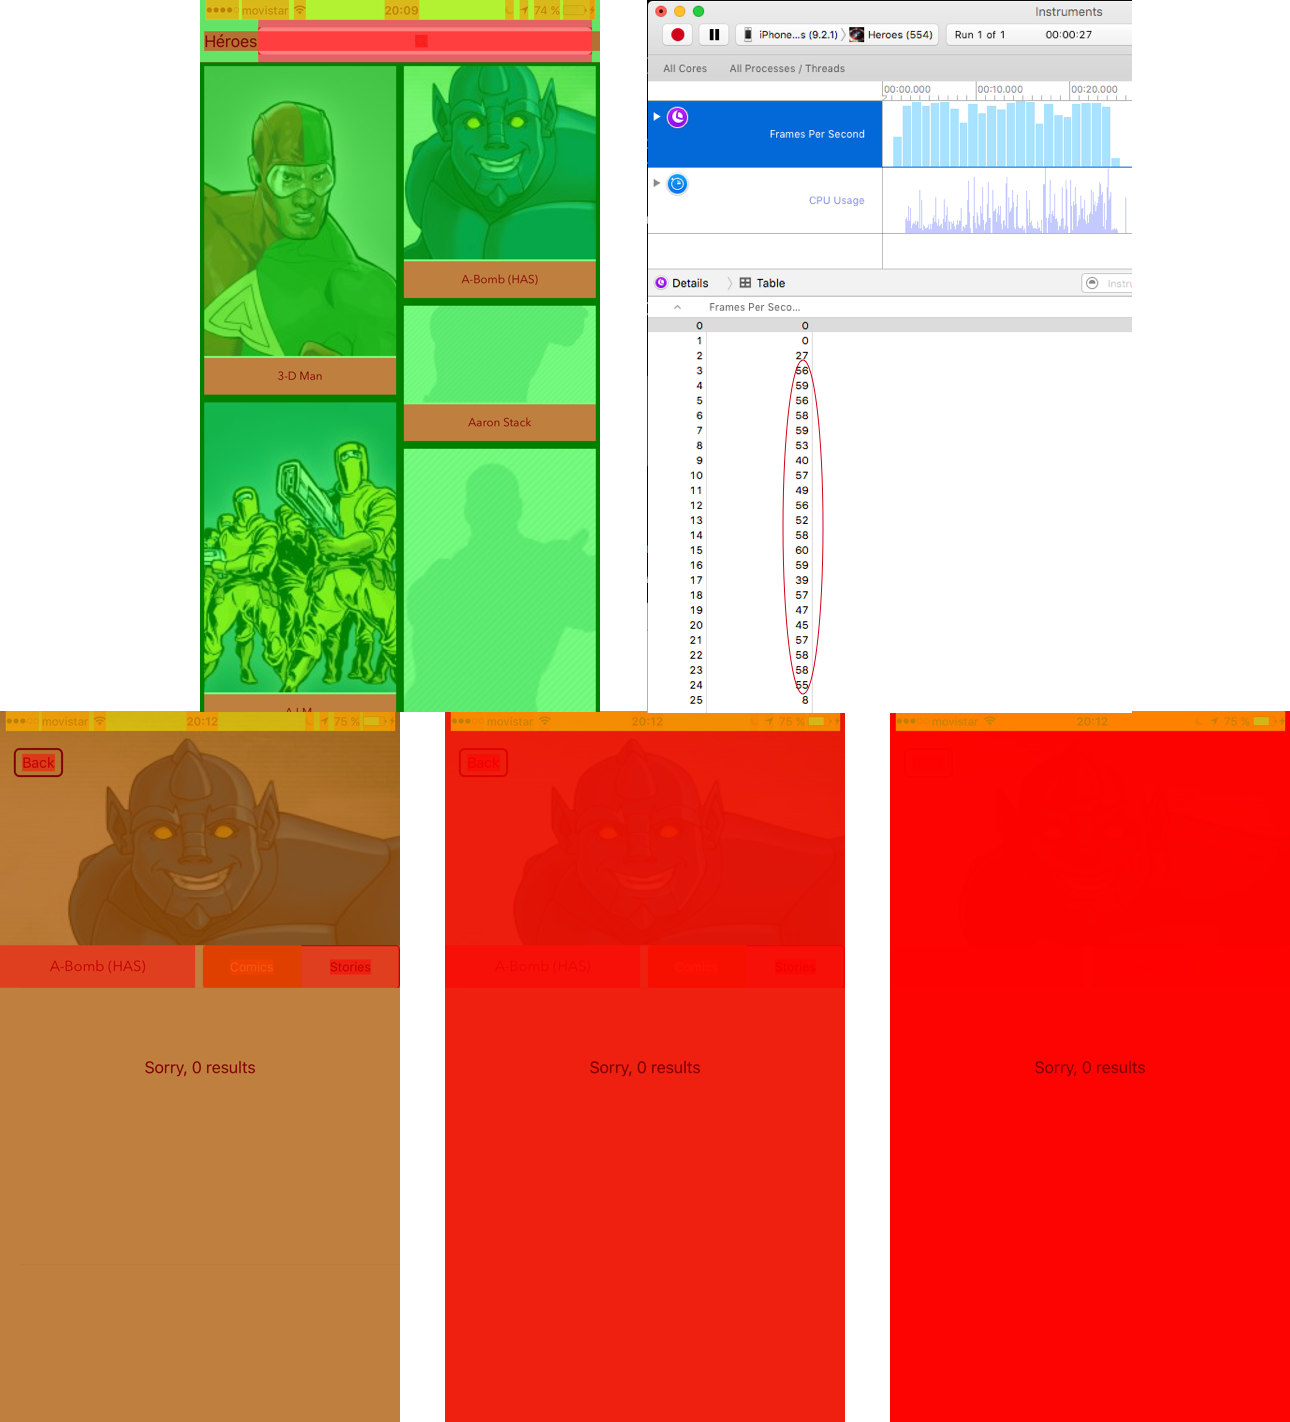 movistar 20:09 74 %
Héroes
A-Bomb (HAS)
3-D Man
Aaron Stack
A.I.M.
Instruments
iPhone...s (9.2.1) Heroes (554) Run 1 of 1 00:00:27
All Cores All Processes / Threads
00:00.000 00:10.000 00:20.000
Frames Per Second
CPU Usage
Details Table Instru
Frames Per Seco...
0 0
1 0
2 27
3 56
4 59
5 56
6 58
7 59
8 53
9 40
10 57
11 49
12 56
13 52
14 58
15 60
16 59
17 39
18 57
19 47
20 45
21 57
22 58
23 58
24 55
25 8
movistar 20:12 75 %
Back
A-Bomb (HAS) Comics Stories
Sorry, 0 results
movistar 20:12 75 %
Back
A-Bomb (HAS) Comics Stories
Sorry, 0 results
movistar 20:12 75 %
Sorry, 0 results